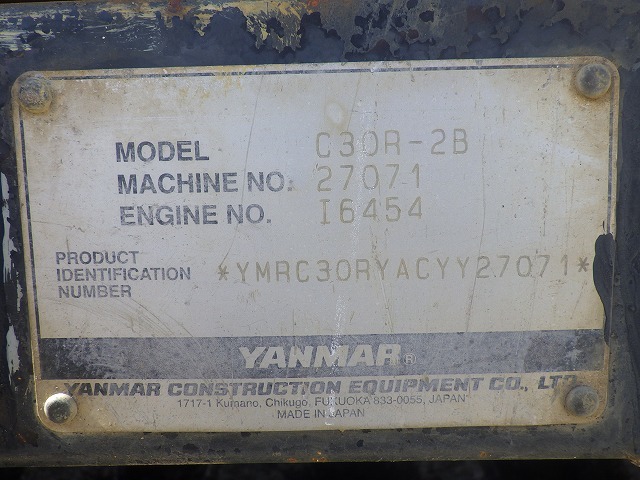 MODEL C30R-2B
MACHINE NO. 27071
ENGINE NO. I6454
PRODUCT IDENTIFICATION NUMBER *YMRC30RYACYY27071*
YANMAR®
YANMAR CONSTRUCTION EQUIPMENT CO., LTD.
1717-1 Kumano, Chikugo, FUKUOKA 833-0055, JAPAN
MADE IN JAPAN